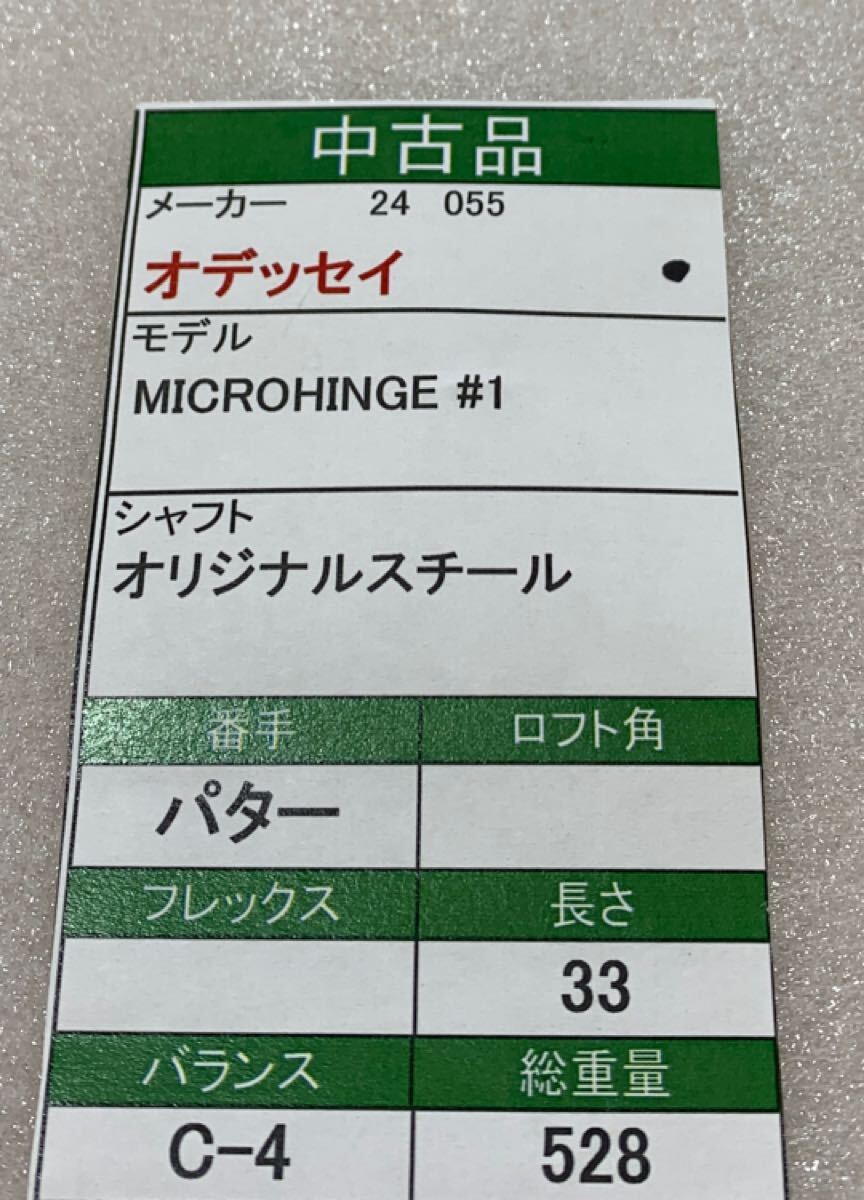 中古品
メーカー 24 055
オデッセイ
モデル
MICROHINGE #1
シャフト
オリジナルスチール
番手 ロフト角
パター
フレックス 長さ
33
バランス 総重量
C-4 528